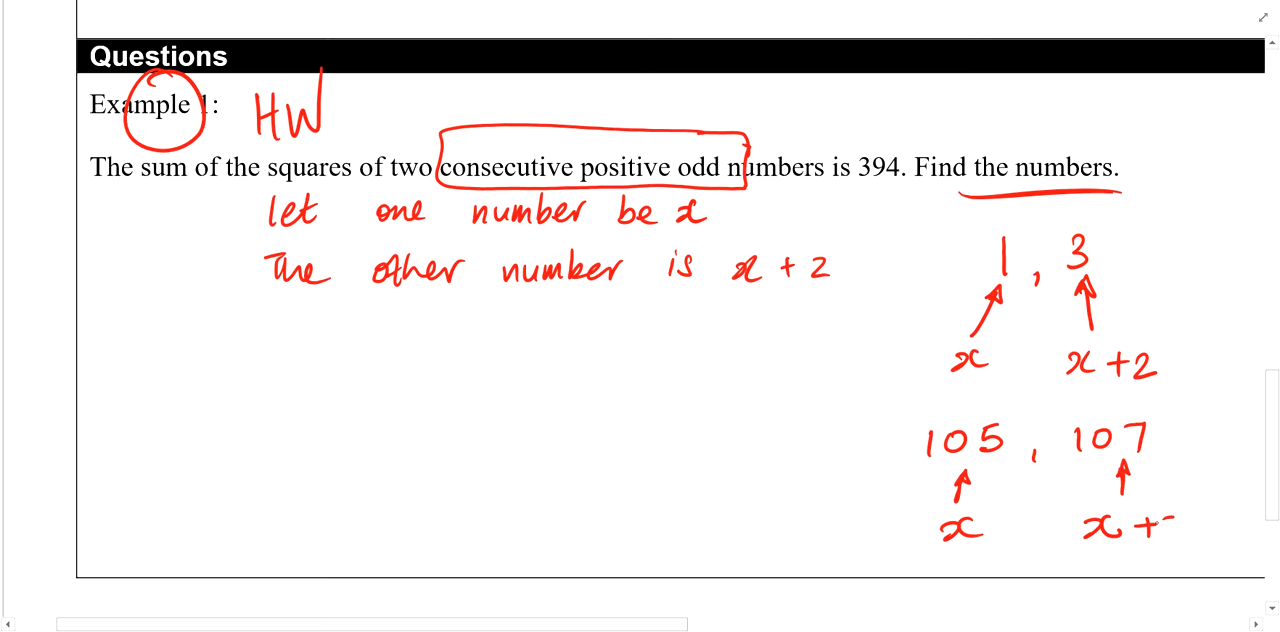 Questions
Example 1:
HW
The sum of the squares of two consecutive positive odd numbers is 394. Find the numbers.
let one number be x
The other number is x + 2
1, 3
x x + 2
105, 107
x x +